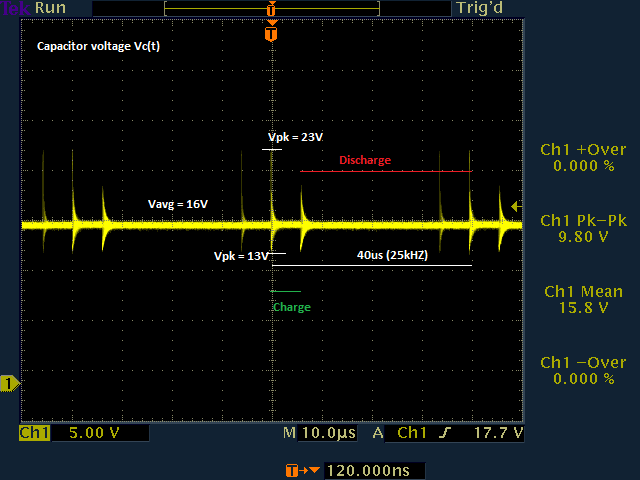 Tek Run Trig'd
T
T
Capacitor voltage Vc(t)
Vpk = 23V
Discharge
Ch1 +Over
0.000 %
Vavg = 16V
Ch1 Pk-Pk
9.80 V
Vpk = 13V
40us (25kHZ)
Ch1 Mean
15.8 V
Charge
Ch1 -Over
0.000 %
1
Ch1 5.00 V M 10.0µs A Ch1 17.7 V
T 120.000ns